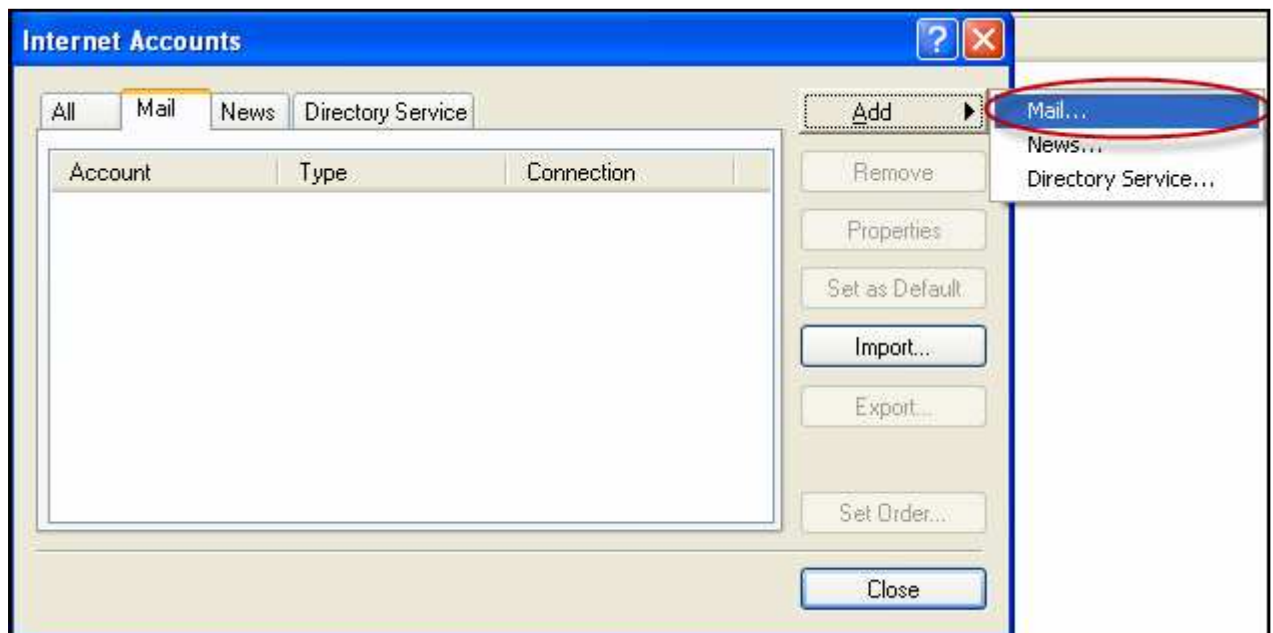 Internet Accounts
All Mail News Directory Service
Account Type Connection
Add
Remove
Properties
Set as Default
Import...
Export...
Set Order...
Close
Mail...
News...
Directory Service...